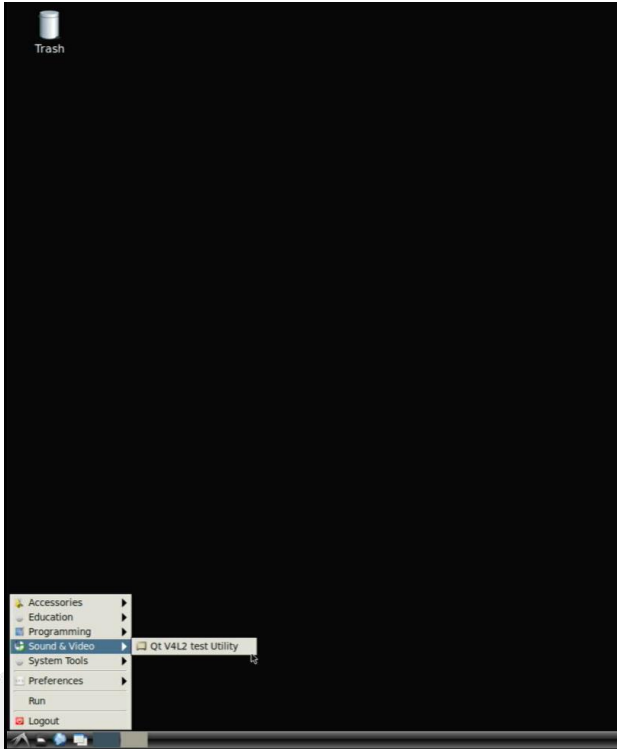 Trash
Accessories
Education
Programming
Sound & Video
Qt V4L2 test Utility
System Tools
Preferences
Run
Logout